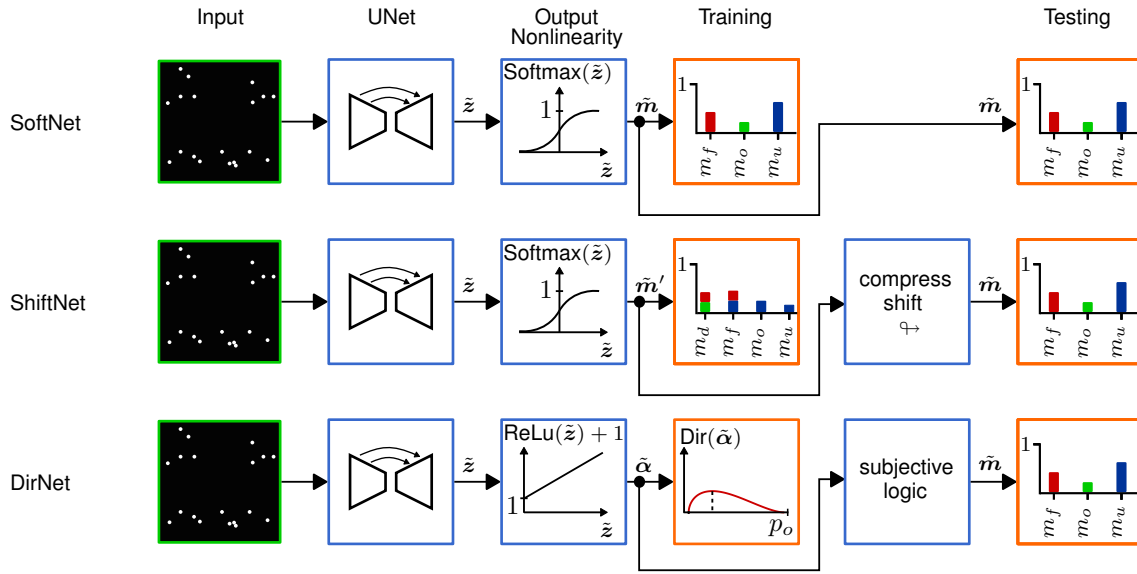 Input UNet Output Nonlinearity Training Testing
SoftNet
z̃
Softmax(z̃)
1
z̃
m̃
1
m_f m_o m_u
m̃
1
m_f m_o m_u
ShiftNet
z̃
Softmax(z̃)
1
z̃
m̃′
1
m_d m_f m_o m_u
compress
shift
↬
m̃
1
m_f m_o m_u
DirNet
z̃
ReLu(z̃) + 1
1
z̃
α̃
Dir(α̃)
p_o
subjective
logic
m̃
1
m_f m_o m_u